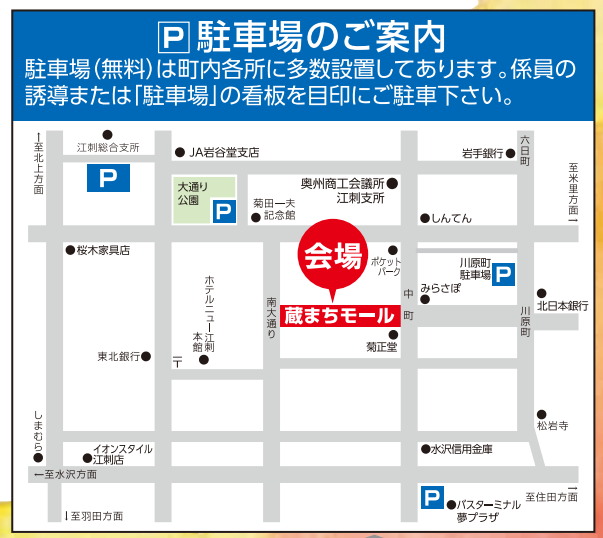 P 駐車場のご案内
駐車場(無料)は町内各所に多数設置してあります。係員の
誘導または「駐車場」の看板を目印にご駐車下さい。
↑至北上方面
江刺総合支所
P
JA岩谷堂支店
岩手銀行
六日町
至米里方面→
大通り
公園
P
菊田一夫
記念館
奥州商工会議所
江刺支所
しんてん
桜木家具店
会場
ポケット
パーク
川原町
駐車場
P
ホテルニュー江刺
本館
南大通り
蔵まちモール
中町
みらさぽ
川原町
北日本銀行
東北銀行
〒
菊正堂
しまむら
イオンスタイル
江刺店
水沢信用金庫
松岩寺
←至水沢方面
→
至住田方面
P
バスターミナル
夢プラザ
↓至羽田方面